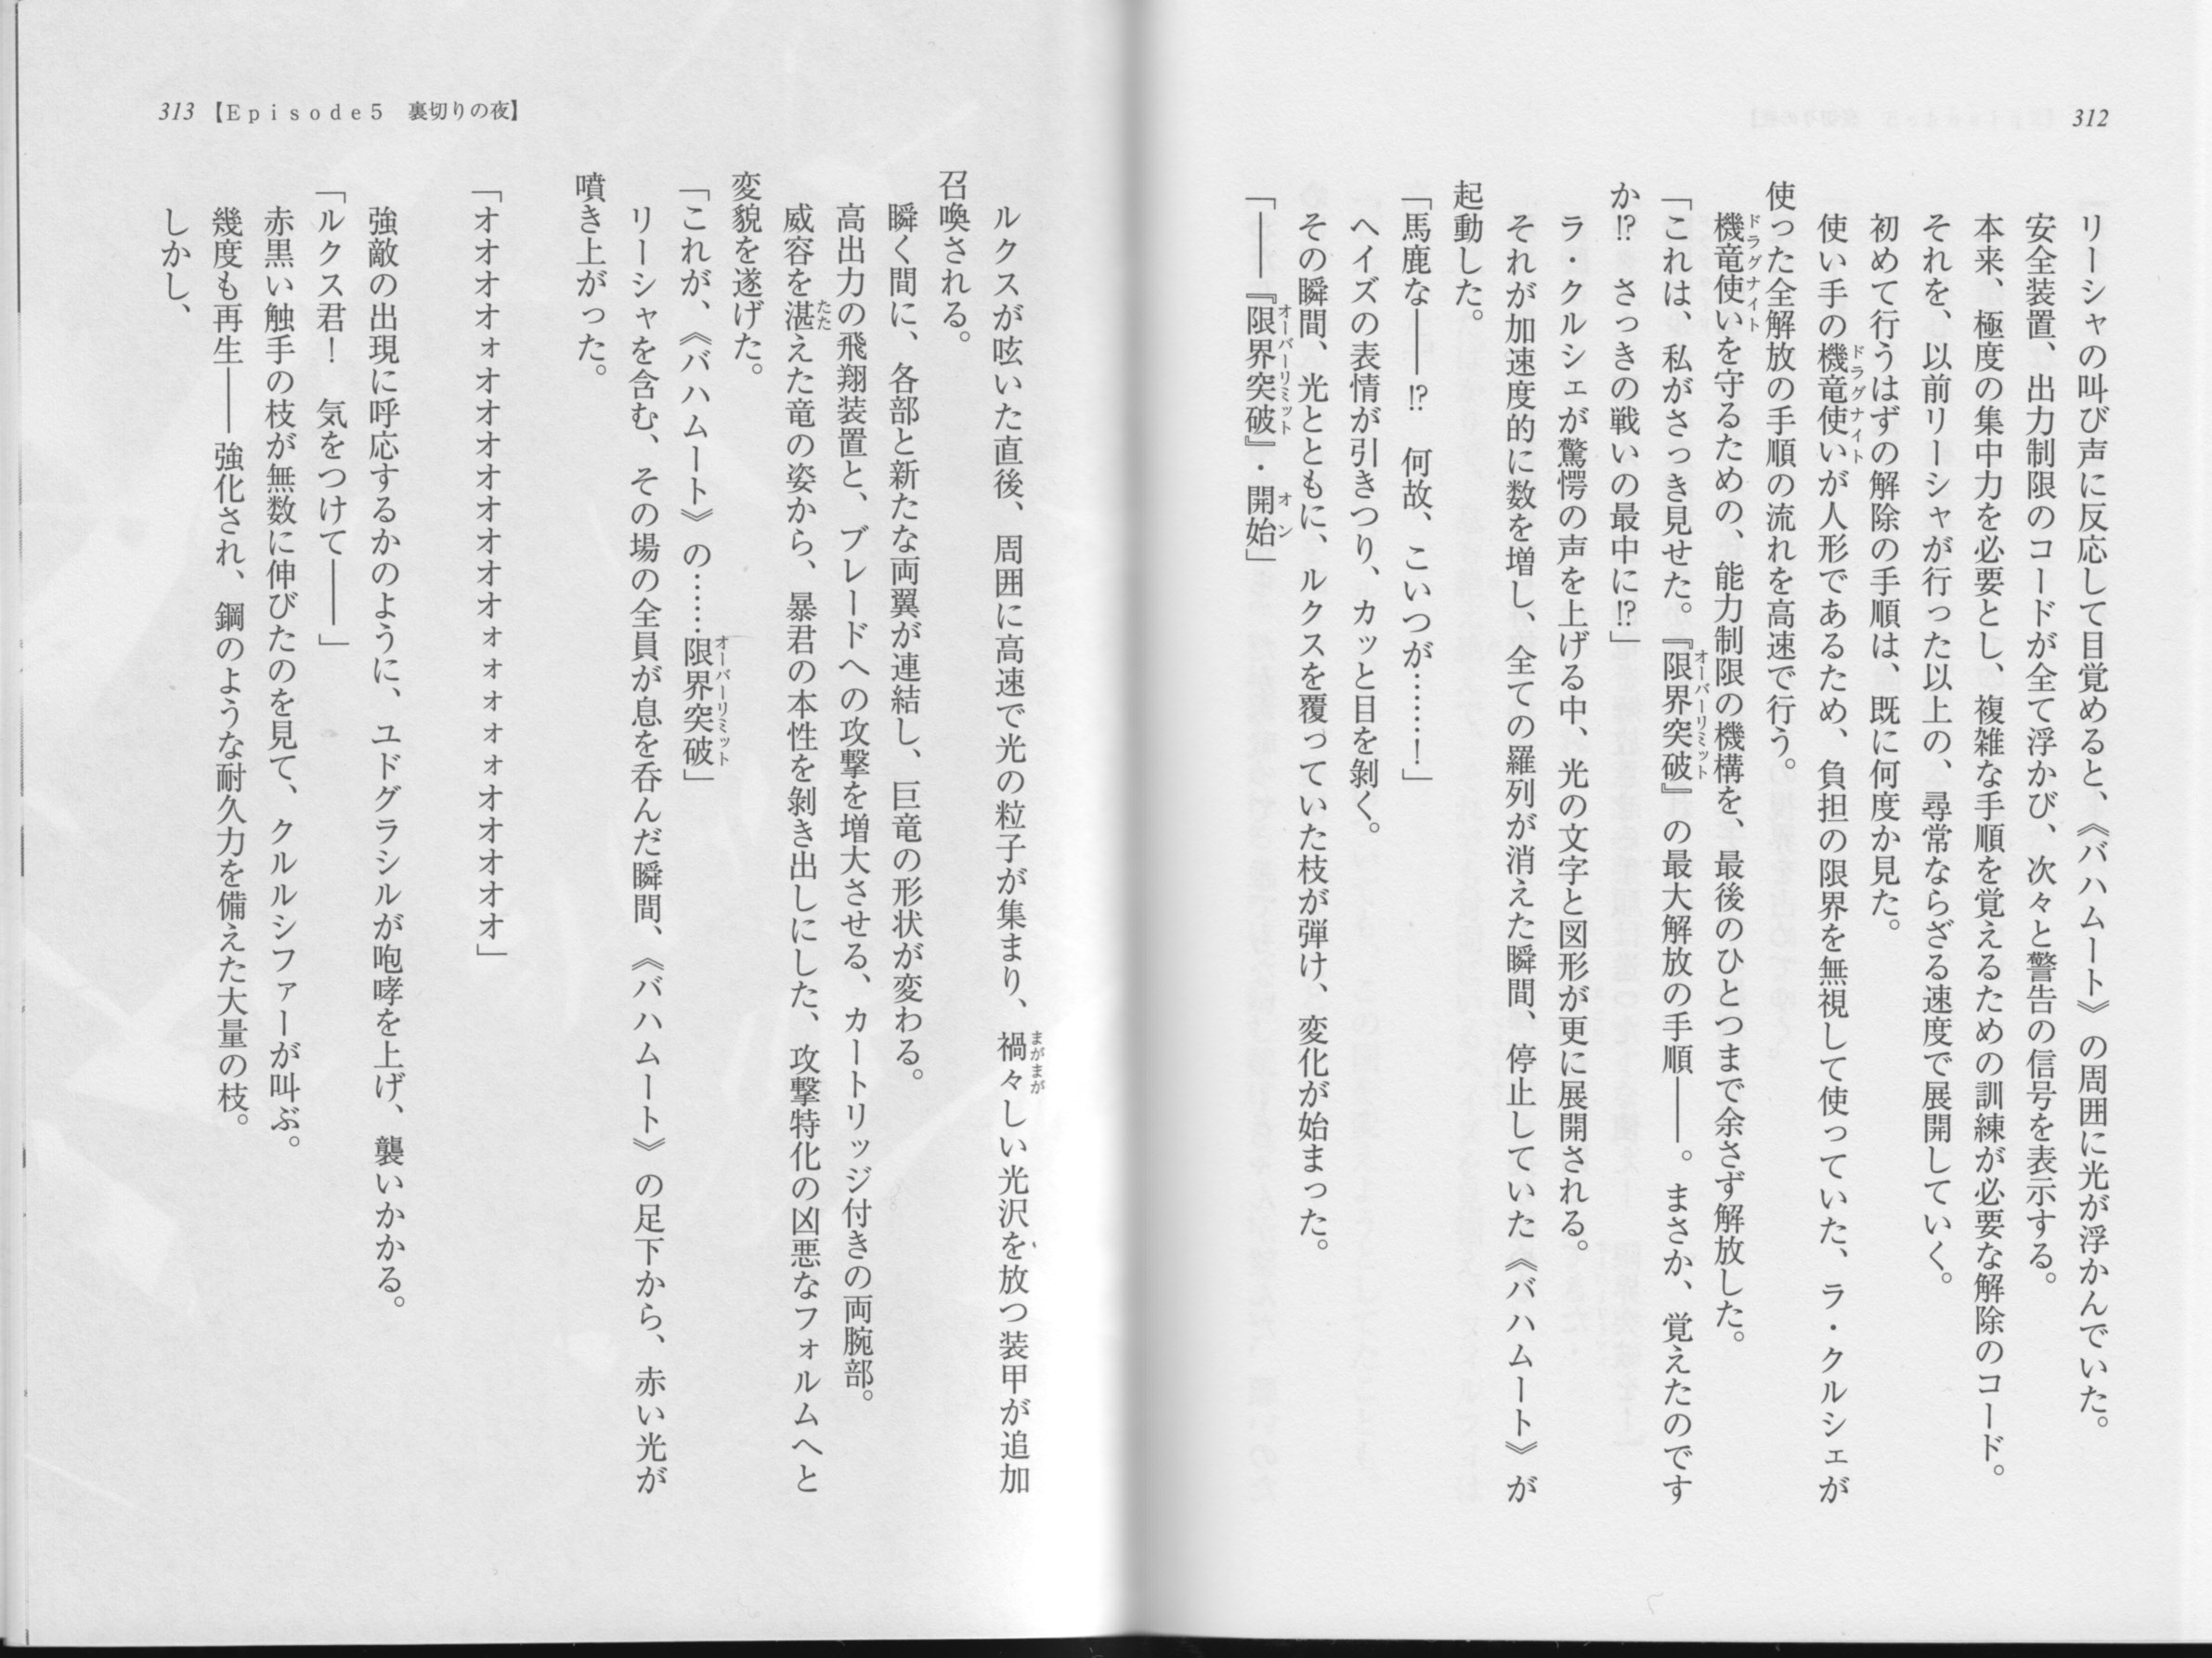 312
リーシャの叫び声に反応して目覚めると、《バハムート》の周囲に光が浮かんでいた。
安全装置、出力制限のコードが全て浮かび、次々と警告の信号を表示する。
本来、極度の集中力を必要とし、複雑な手順を覚えるための訓練が必要な解除のコード。
それを、以前リーシャが行った以上の、尋常ならざる速度で展開していく。
初めて行うはずの解除の手順は、既に何度か見た。
使い手の機竜使いが人形であるため、負担の限界を無視して使っていた、ラ・クルシェが
ドラグナイト
使った全解放の手順の流れを高速で行う。
機竜使いを守るための、能力制限の機構を、最後のひとつまで余さず解放した。
ドラグナイト
「これは、私がさっき見せた。『限界突破』の最大解放の手順――。まさか、覚えたのです
オーバーリミット
か!? さっきの戦いの最中に!?」
ラ・クルシェが驚愕の声を上げる中、光の文字と図形が更に展開される。
それが加速度的に数を増し、全ての羅列が消えた瞬間、停止していた《バハムート》が
起動した。
「馬鹿な――!? 何故、こいつが……！」
ヘイズの表情が引きつり、カッと目を剝く。
その瞬間、光とともに、ルクスを覆っていた枝が弾け、変化が始まった。
「――『限界突破』・開始」
オーバーリミット オン
313 【Episode5 裏切りの夜】
ルクスが呟いた直後、周囲に高速で光の粒子が集まり、禍々しい光沢を放つ装甲が追加
まがまが
召喚される。
瞬く間に、各部と新たな両翼が連結し、巨竜の形状が変わる。
高出力の飛翔装置と、ブレードへの攻撃を増大させる、カートリッジ付きの両腕部。
威容を湛えた竜の姿から、暴君の本性を剝き出しにした、攻撃特化の凶悪なフォルムへと
たた
変貌を遂げた。
「これが、《バハムート》の……限界突破」
オーバーリミット
リーシャを含む、その場の全員が息を呑んだ瞬間、《バハムート》の足下から、赤い光が
噴き上がった。
「オオオオォオオオオオオオオォォォォォオオオオオ」
強敵の出現に呼応するかのように、ユドグラシルが咆哮を上げ、襲いかかる。
「ルクス君！ 気をつけて――」
赤黒い触手の枝が無数に伸びたのを見て、クルルシファーが叫ぶ。
幾度も再生――強化され、鋼のような耐久力を備えた大量の枝。
しかし、